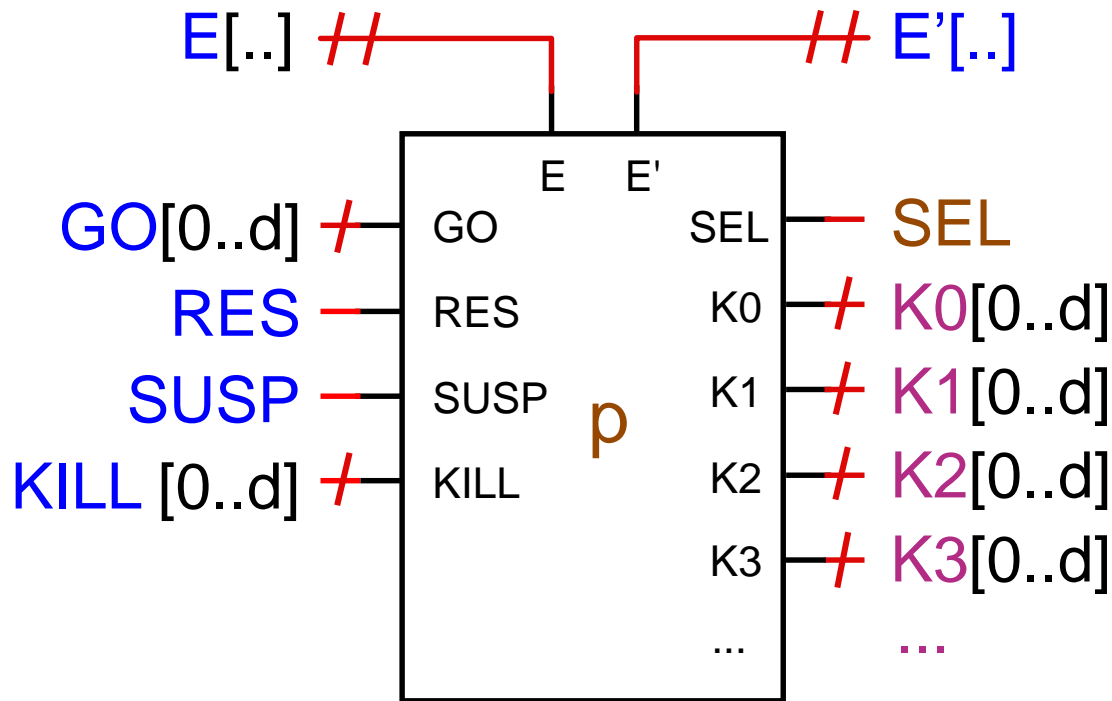 E[..] E'[..]
E E'
GO[0..d] GO SEL SEL
RES RES K0 K0[0..d]
SUSP SUSP p K1 K1[0..d]
KILL [0..d] KILL K2 K2[0..d]
K3 K3[0..d]
... ...